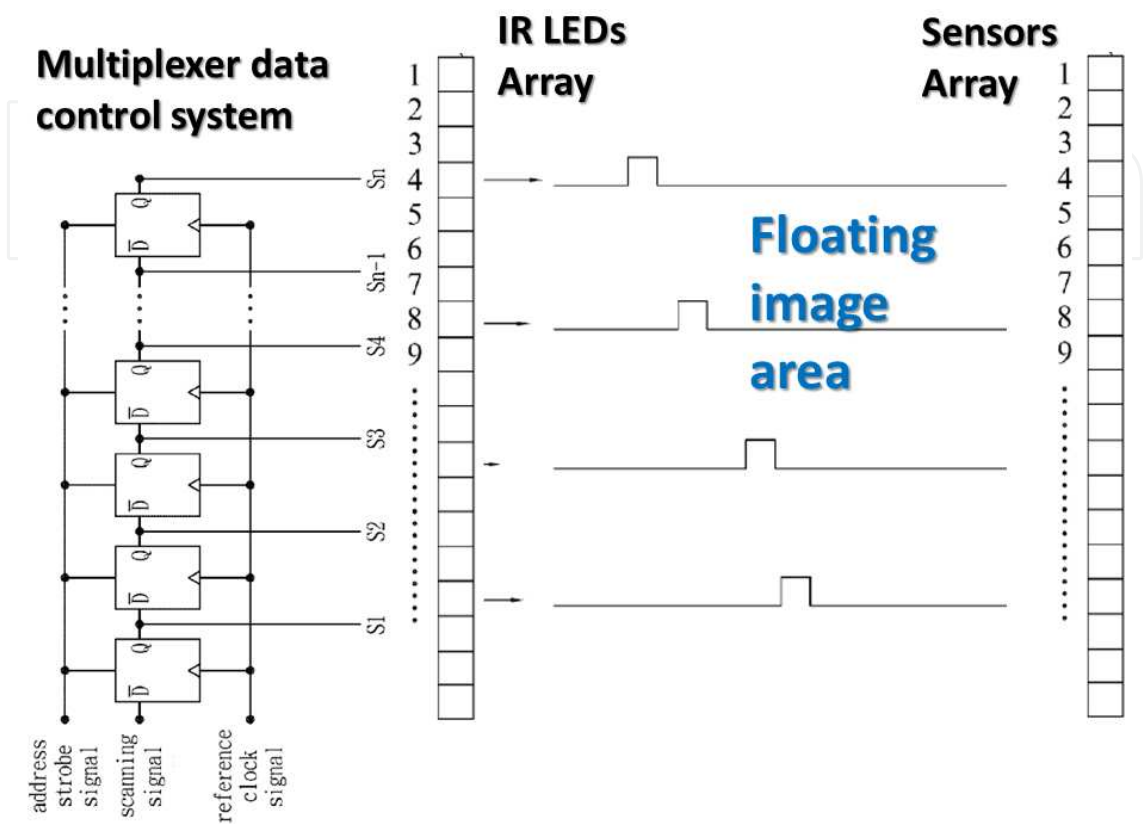 Multiplexer data
control system
IR LEDs
Array
Sensors
Array
1
2
3
4
5
6
7
8
9
1
2
3
4
5
6
7
8
9
Sn
Sn-1
S4
S3
S2
S1
Q
D̅
Q
D̅
Q
D̅
Q
D̅
Q
D̅
Floating
image
area
address
strobe
signal
scanning
signal
reference
clock
signal